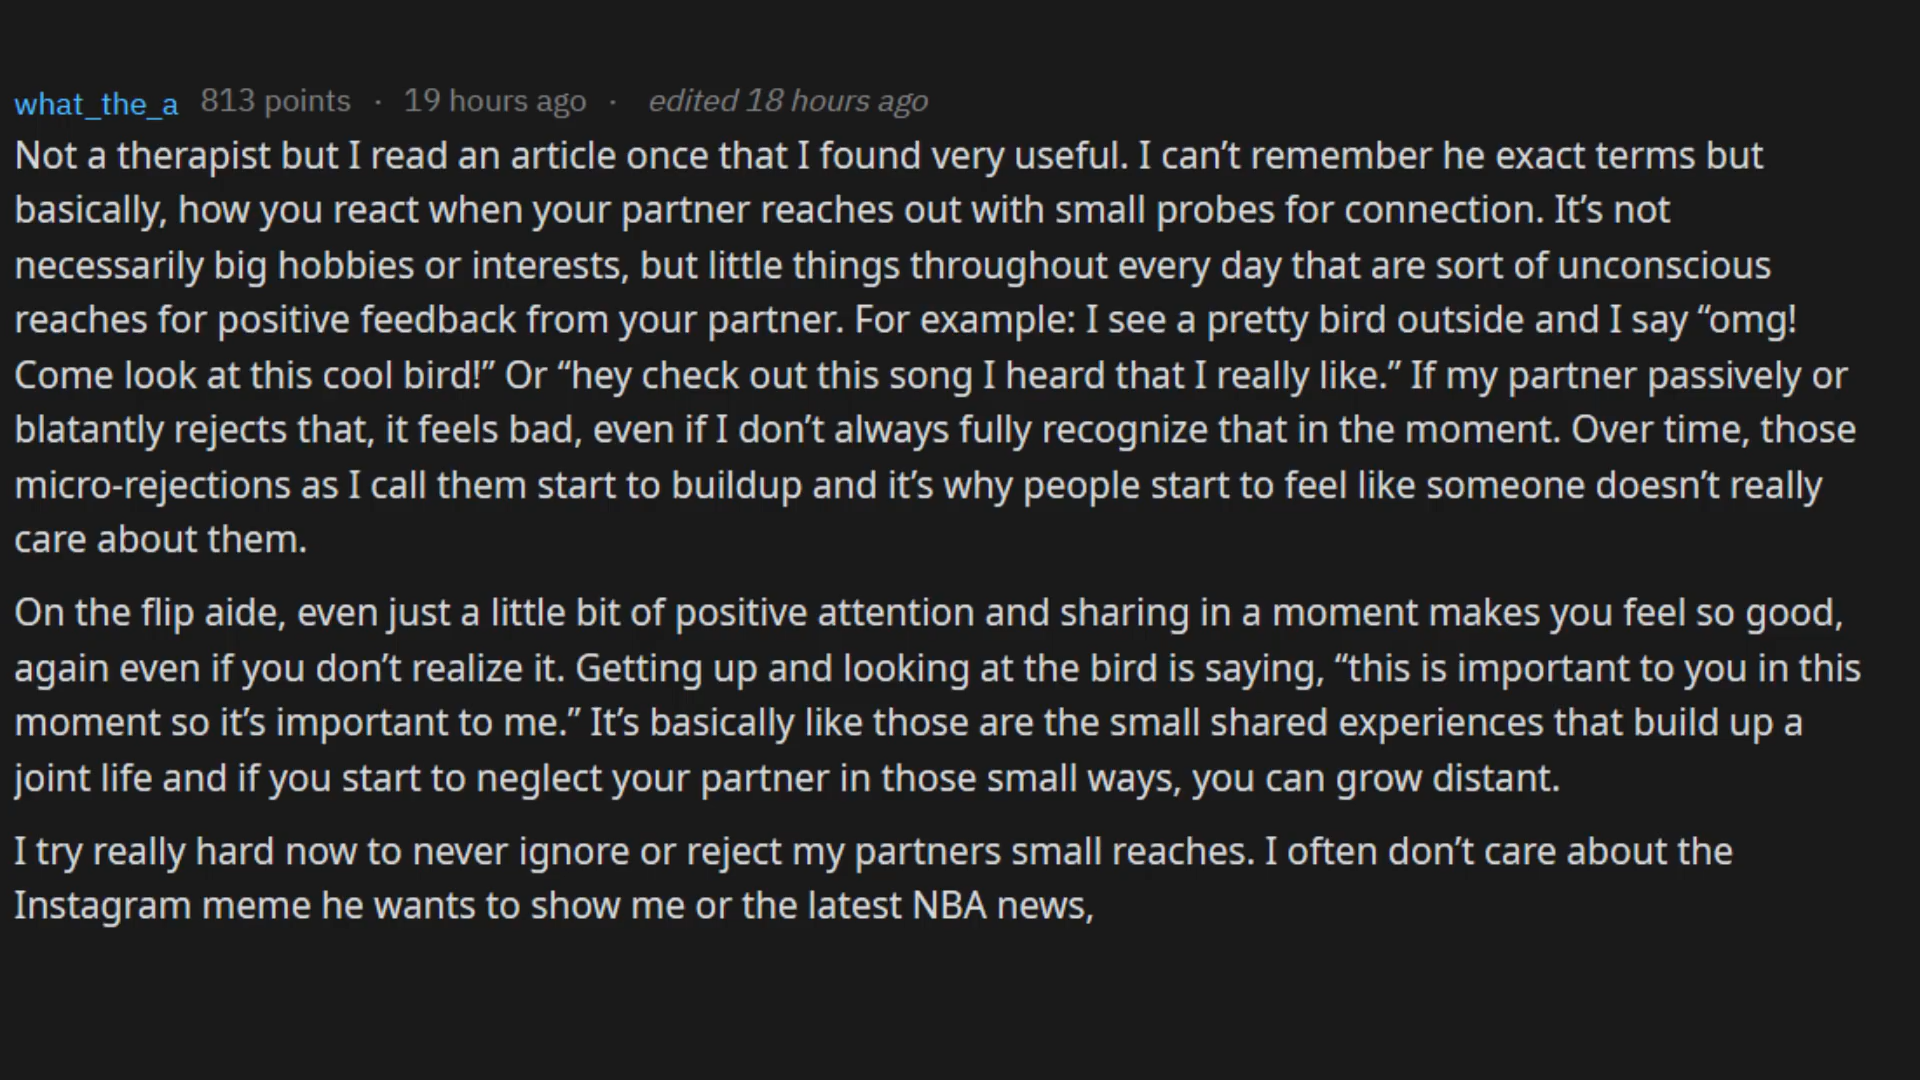 what_the_a 813 points · 19 hours ago · edited 18 hours ago
Not a therapist but I read an article once that I found very useful. I can’t remember he exact terms but
basically, how you react when your partner reaches out with small probes for connection. It’s not
necessarily big hobbies or interests, but little things throughout every day that are sort of unconscious
reaches for positive feedback from your partner. For example: I see a pretty bird outside and I say “omg!
Come look at this cool bird!” Or “hey check out this song I heard that I really like.” If my partner passively or
blatantly rejects that, it feels bad, even if I don’t always fully recognize that in the moment. Over time, those
micro-rejections as I call them start to buildup and it’s why people start to feel like someone doesn’t really
care about them.
On the flip aide, even just a little bit of positive attention and sharing in a moment makes you feel so good,
again even if you don’t realize it. Getting up and looking at the bird is saying, “this is important to you in this
moment so it’s important to me.” It’s basically like those are the small shared experiences that build up a
joint life and if you start to neglect your partner in those small ways, you can grow distant.
I try really hard now to never ignore or reject my partners small reaches. I often don’t care about the
Instagram meme he wants to show me or the latest NBA news,